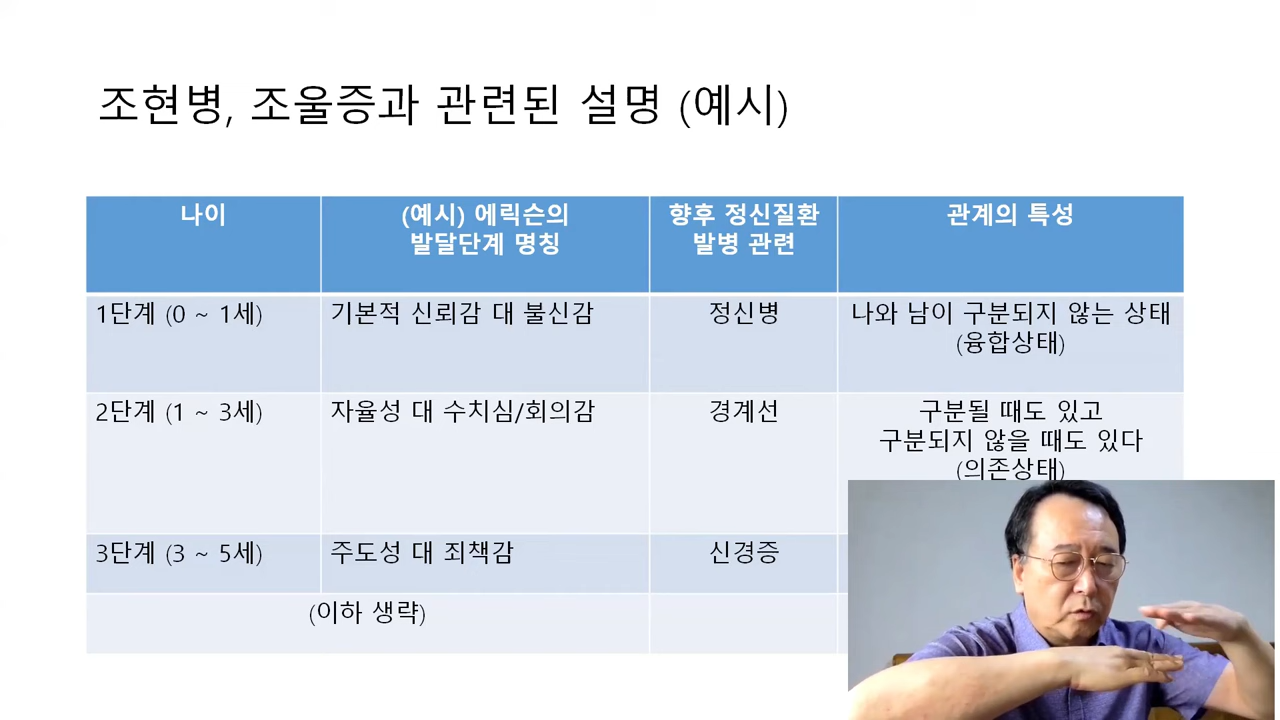 조현병, 조울증과 관련된 설명 (예시)
나이
(예시) 에릭슨의
발달단계 명칭
향후 정신질환
발병 관련
관계의 특성
1단계 (0 ~ 1세)
기본적 신뢰감 대 불신감
정신병
나와 남이 구분되지 않는 상태
(융합상태)
2단계 (1 ~ 3세)
자율성 대 수치심/회의감
경계선
구분될 때도 있고
구분되지 않을 때도 있다
(의존상태)
3단계 (3 ~ 5세)
주도성 대 죄책감
신경증
(이하 생략)